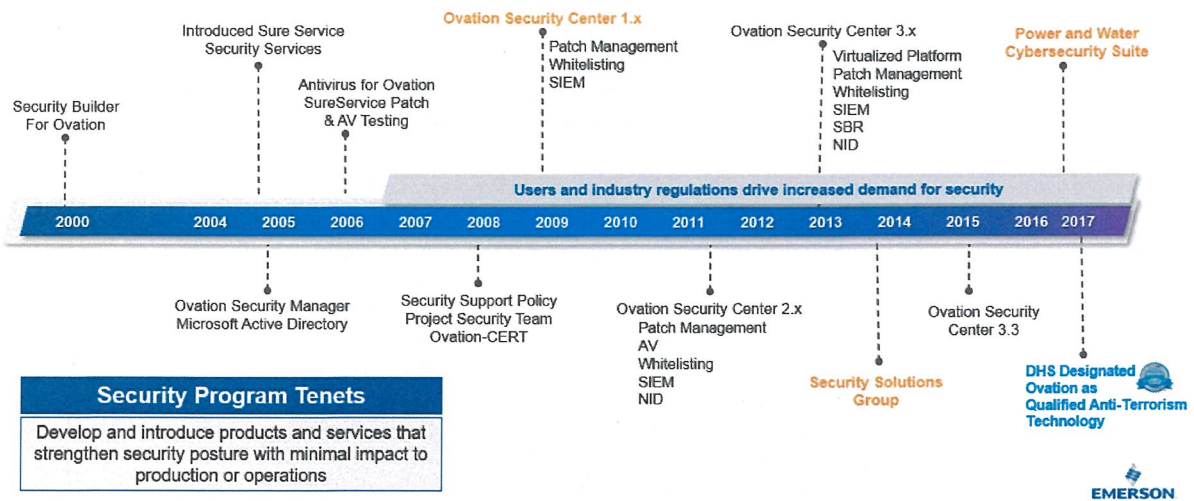 Ovation Security Center 1.x
Patch Management
Whitelisting
SIEM
Introduced Sure Service
Security Services
Antivirus for Ovation
SureService Patch
& AV Testing
Security Builder
For Ovation
Ovation Security Center 3.x
Virtualized Platform
Patch Management
Whitelisting
SIEM
SBR
NID
Power and Water
Cybersecurity Suite
Users and industry regulations drive increased demand for security
2000 2004 2005 2006 2007 2008 2009 2010 2011 2012 2013 2014 2015 2016 2017
Ovation Security Manager
Microsoft Active Directory
Security Support Policy
Project Security Team
Ovation-CERT
Ovation Security Center 2.x
Patch Management
AV
Whitelisting
SIEM
NID
Security Solutions
Group
Ovation Security
Center 3.3
DHS Designated
Ovation as
Qualified Anti-Terrorism
Technology
Security Program Tenets
Develop and introduce products and services that
strengthen security posture with minimal impact to
production or operations
EMERSON